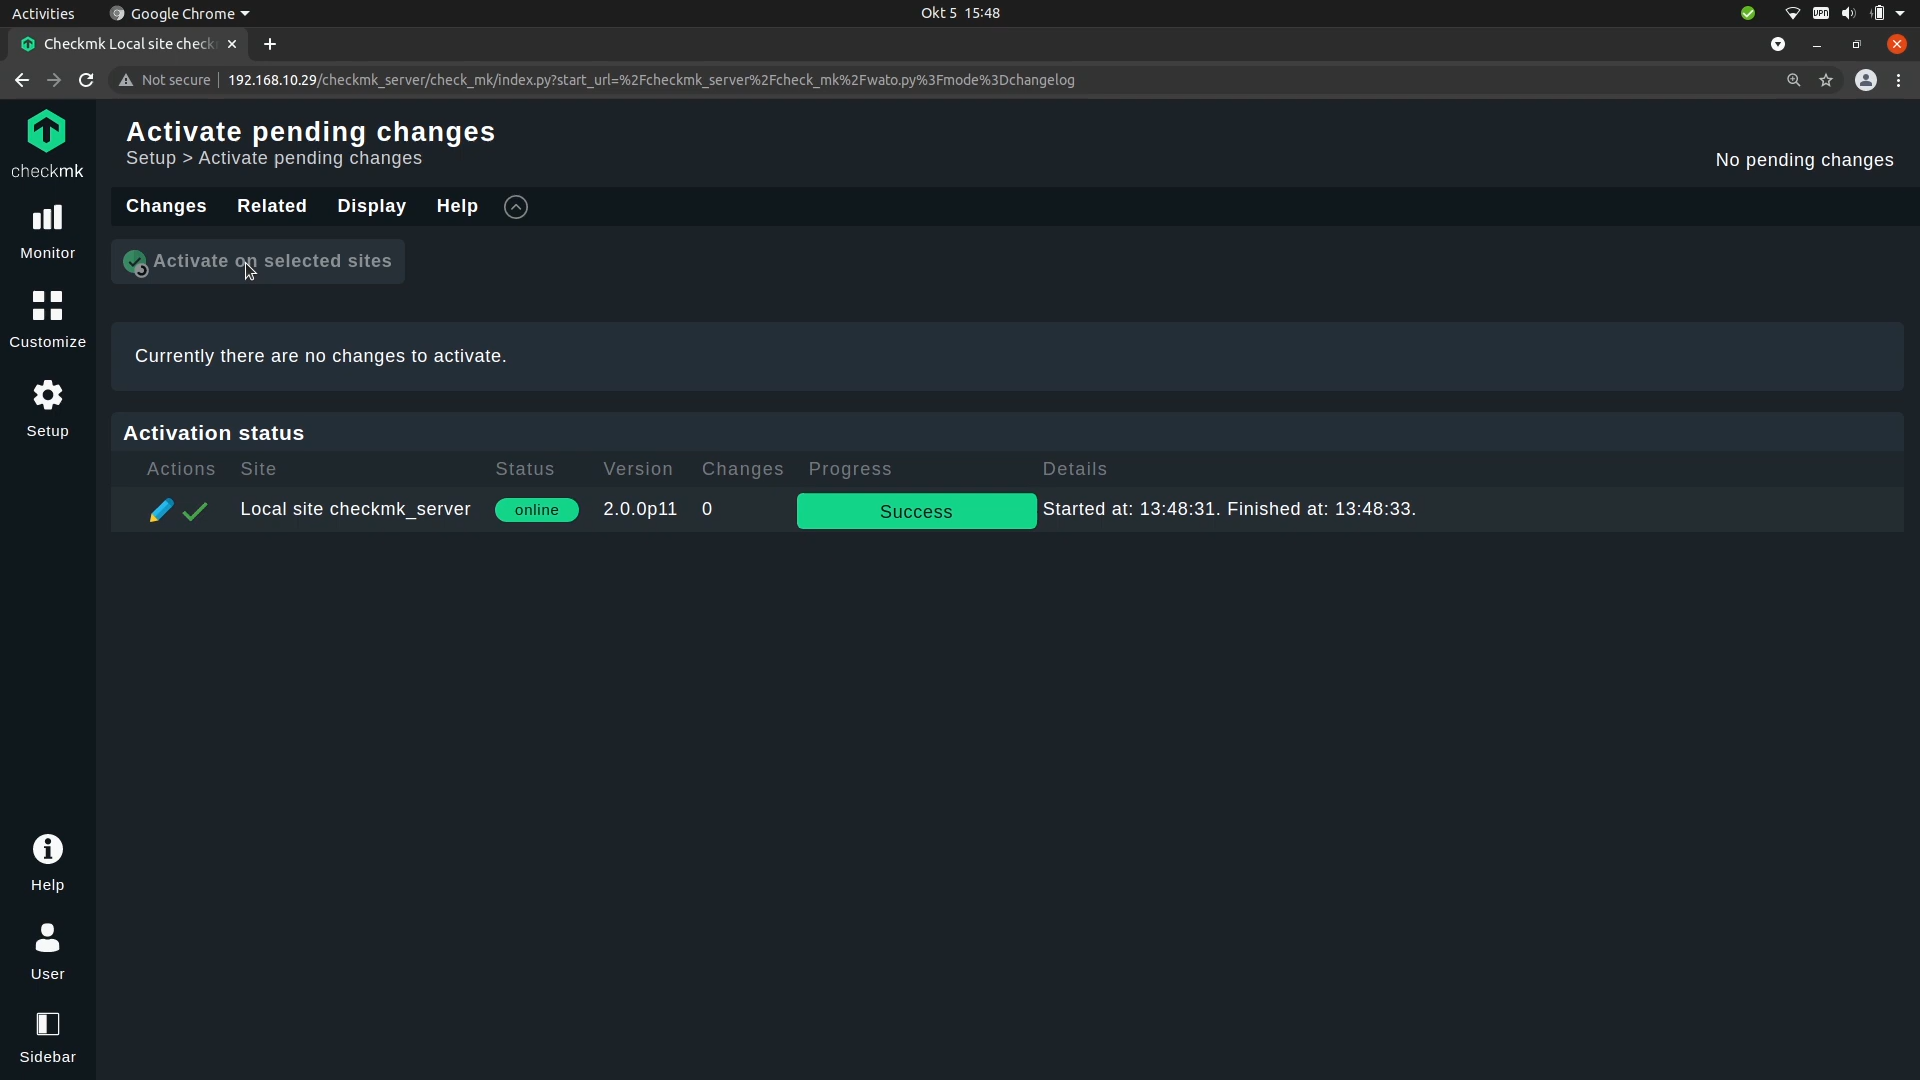 Activities
Google Chrome
Okt 5 15:48
VPN
Checkmk Local site check
Not secure
192.168.10.29/checkmk_server/check_mk/index.py?start_url=%2Fcheckmk_server%2Fcheck_mk%2Fwato.py%3Fmode%3Dchangelog
checkmk
Monitor
Customize
Setup
Help
User
Sidebar
Activate pending changes
Setup > Activate pending changes
No pending changes
Changes Related Display Help
Activate on selected sites
Currently there are no changes to activate.
Activation status
Actions Site Status Version Changes Progress Details
Local site checkmk_server online 2.0.0p11 0 Success Started at: 13:48:31. Finished at: 13:48:33.